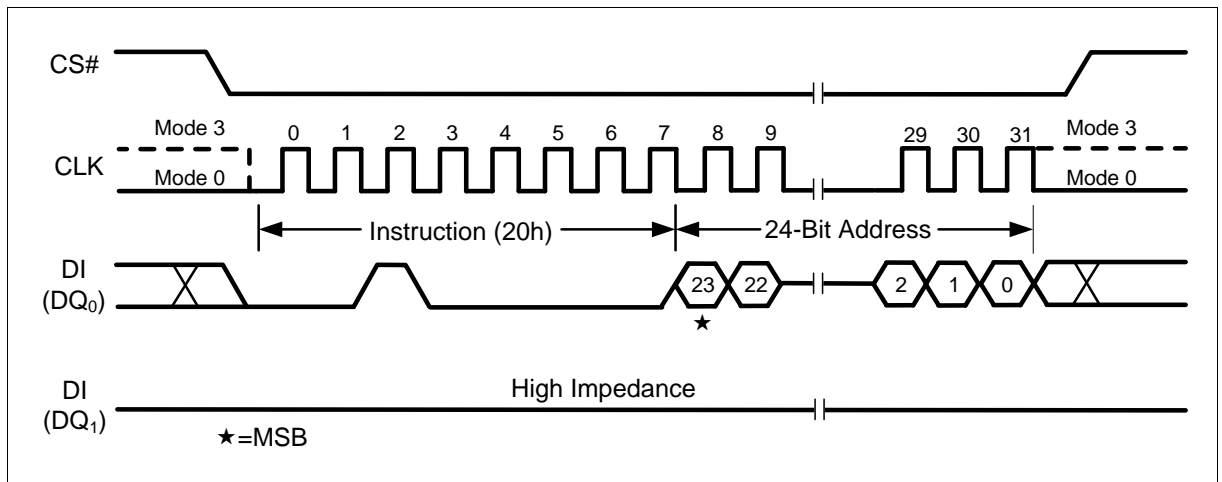 CS#
Mode 3
0 1 2 3 4 5 6 7 8 9 29 30 31
Mode 3
CLK
Mode 0
Mode 0
Instruction (20h)
24-Bit Address
DI
(DQ0)
23 22 2 1 0
★
DI
(DQ1)
High Impedance
★=MSB